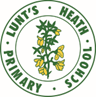 LUNT'S · HEATH
PRIMARY · SCHOOL